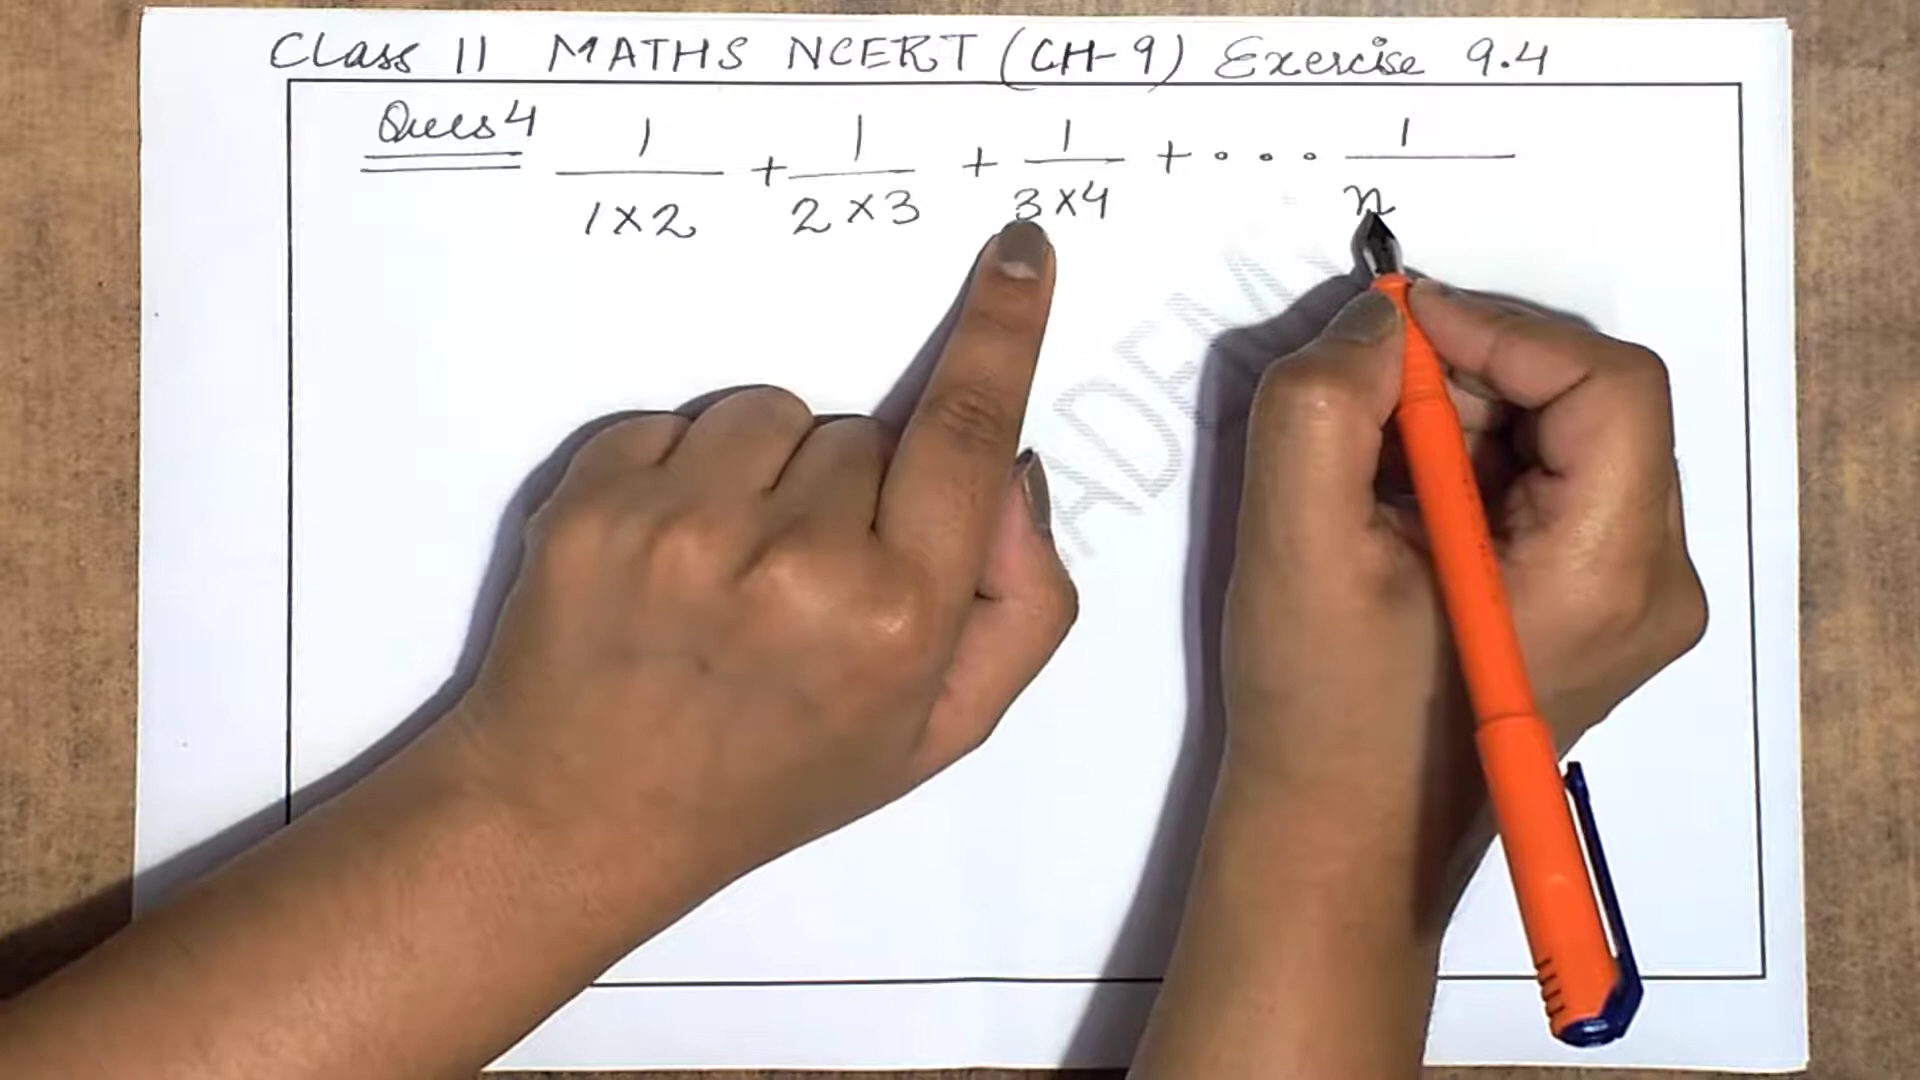 Class 11 MATHS NCERT (CH-9) Exercise 9.4
Ques 4 1/1×2 + 1/2×3 + 1/3×4 + ... 1/n